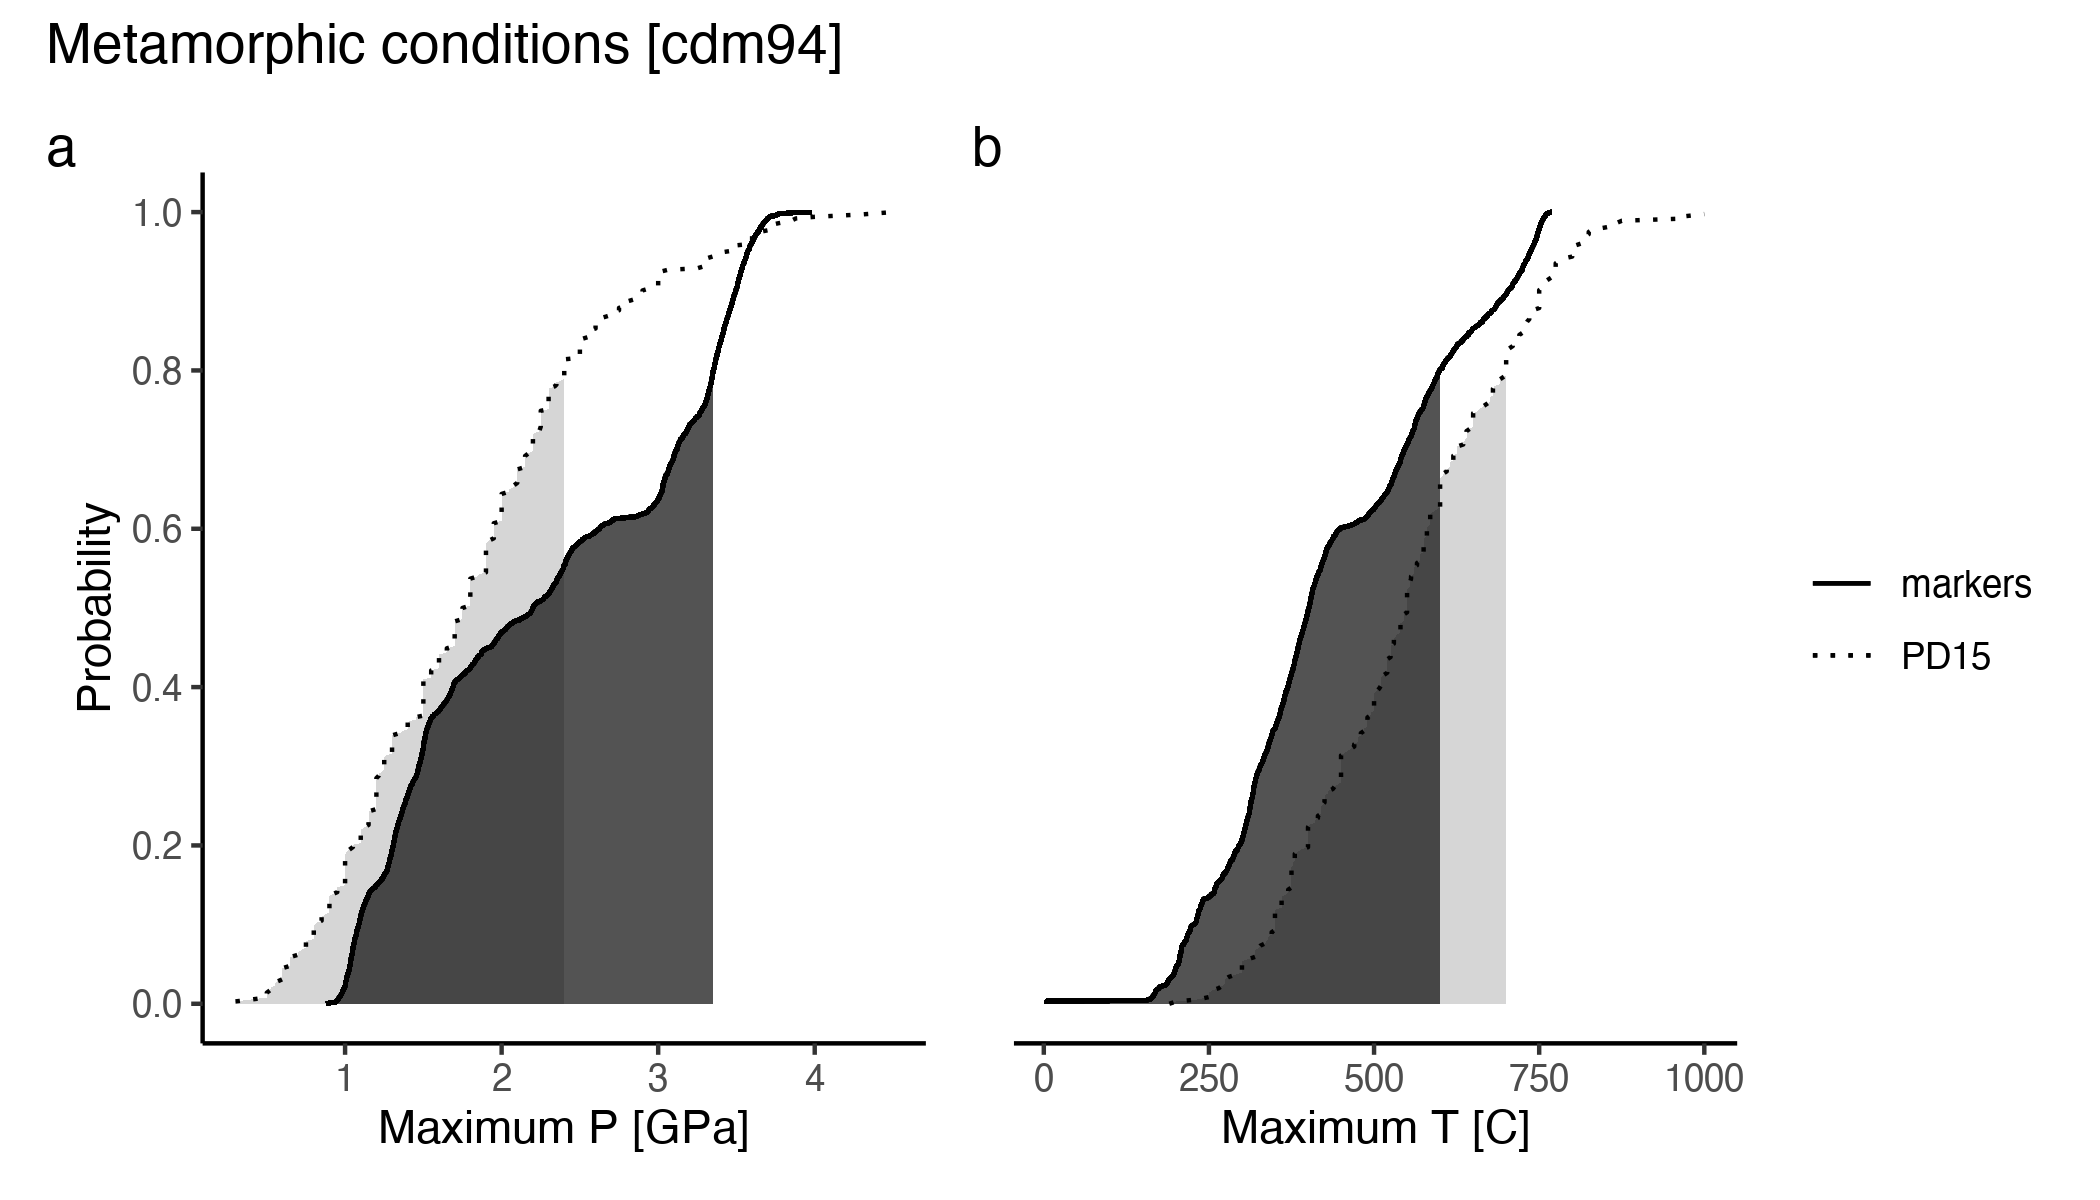 Metamorphic conditions [cdm94]
a
b
Probability
1.0
0.8
0.6
0.4
0.2
0.0
1 2 3 4
Maximum P [GPa]
0 250 500 750 1000
Maximum T [C]
markers
PD15